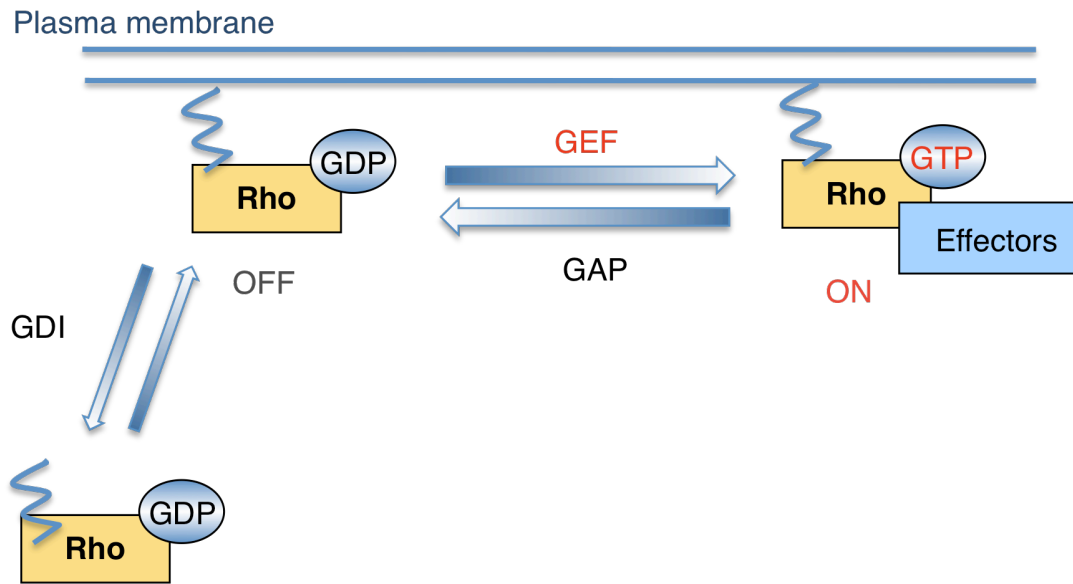 Plasma membrane
GEF
GDP
GTP
Rho
Rho
Effectors
GAP
OFF
ON
GDI
GDP
Rho